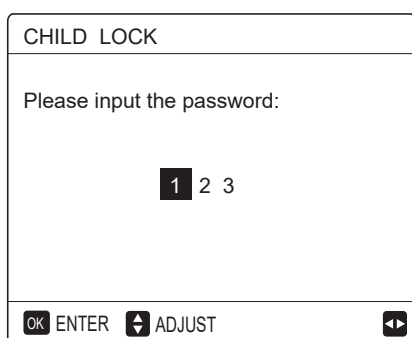 CHILD LOCK
Please input the password:
1 2 3
OK ENTER ADJUST